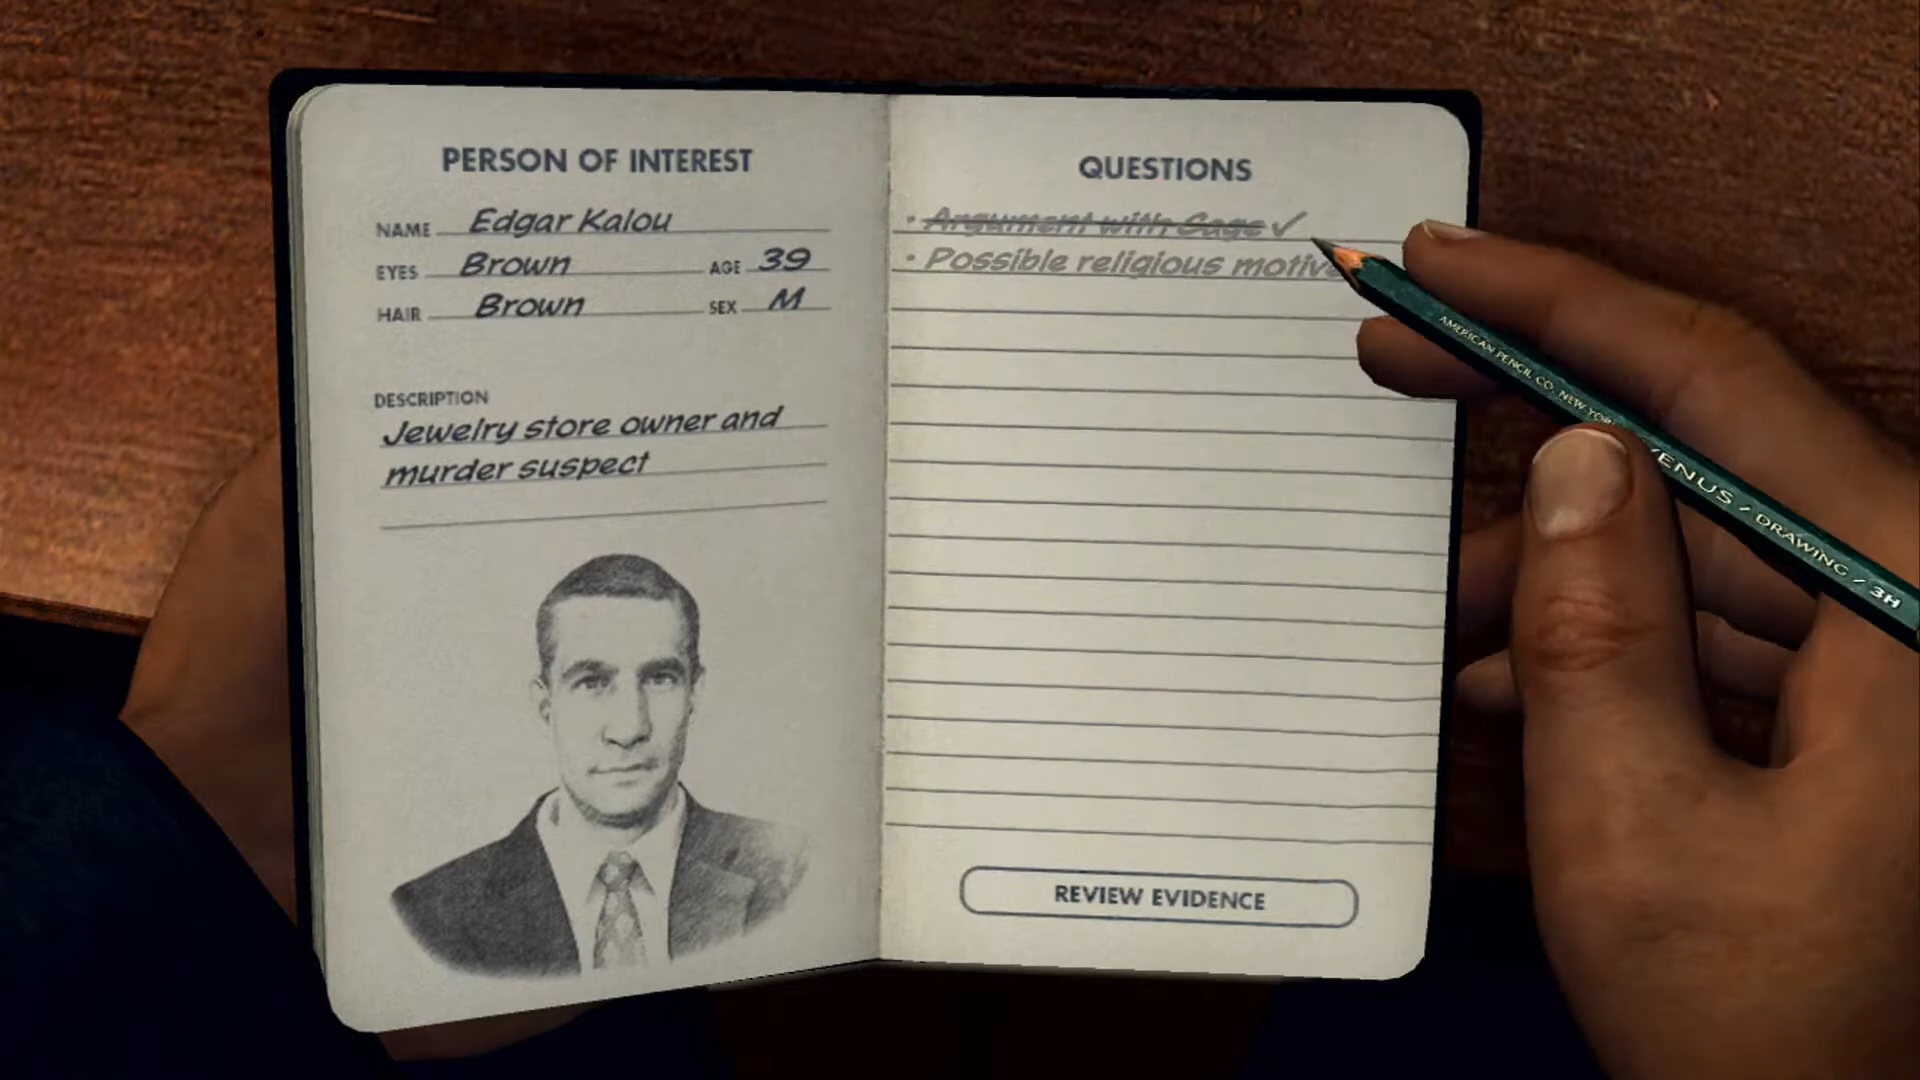 PERSON OF INTEREST
NAME Edgar Kalou
EYES Brown AGE 39
HAIR Brown SEX M
DESCRIPTION
Jewelry store owner and
murder suspect
QUESTIONS
• Argument with Gage ✓
• Possible religious motive
REVIEW EVIDENCE
AMERICAN PENCIL CO. NEW YORK
VENUS / DRAWING / 3H